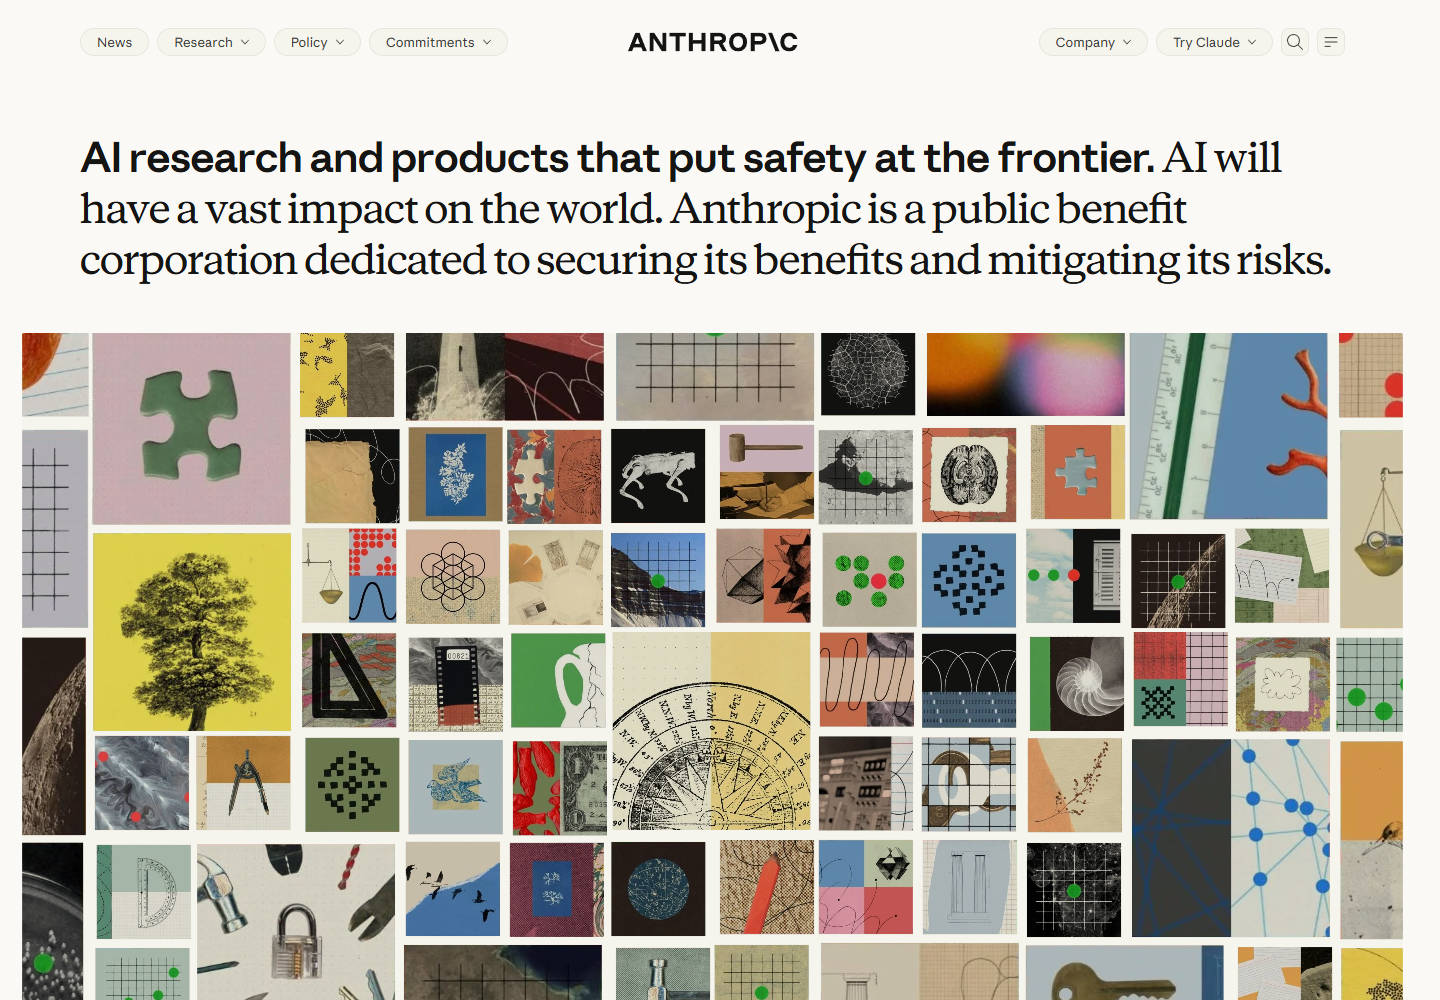 News
Research
Policy
Commitments
ANTHROP\C
Company
Try Claude
AI research and products that put safety at the frontier. AI will
have a vast impact on the world. Anthropic is a public benefit
corporation dedicated to securing its benefits and mitigating its risks.
00625
North